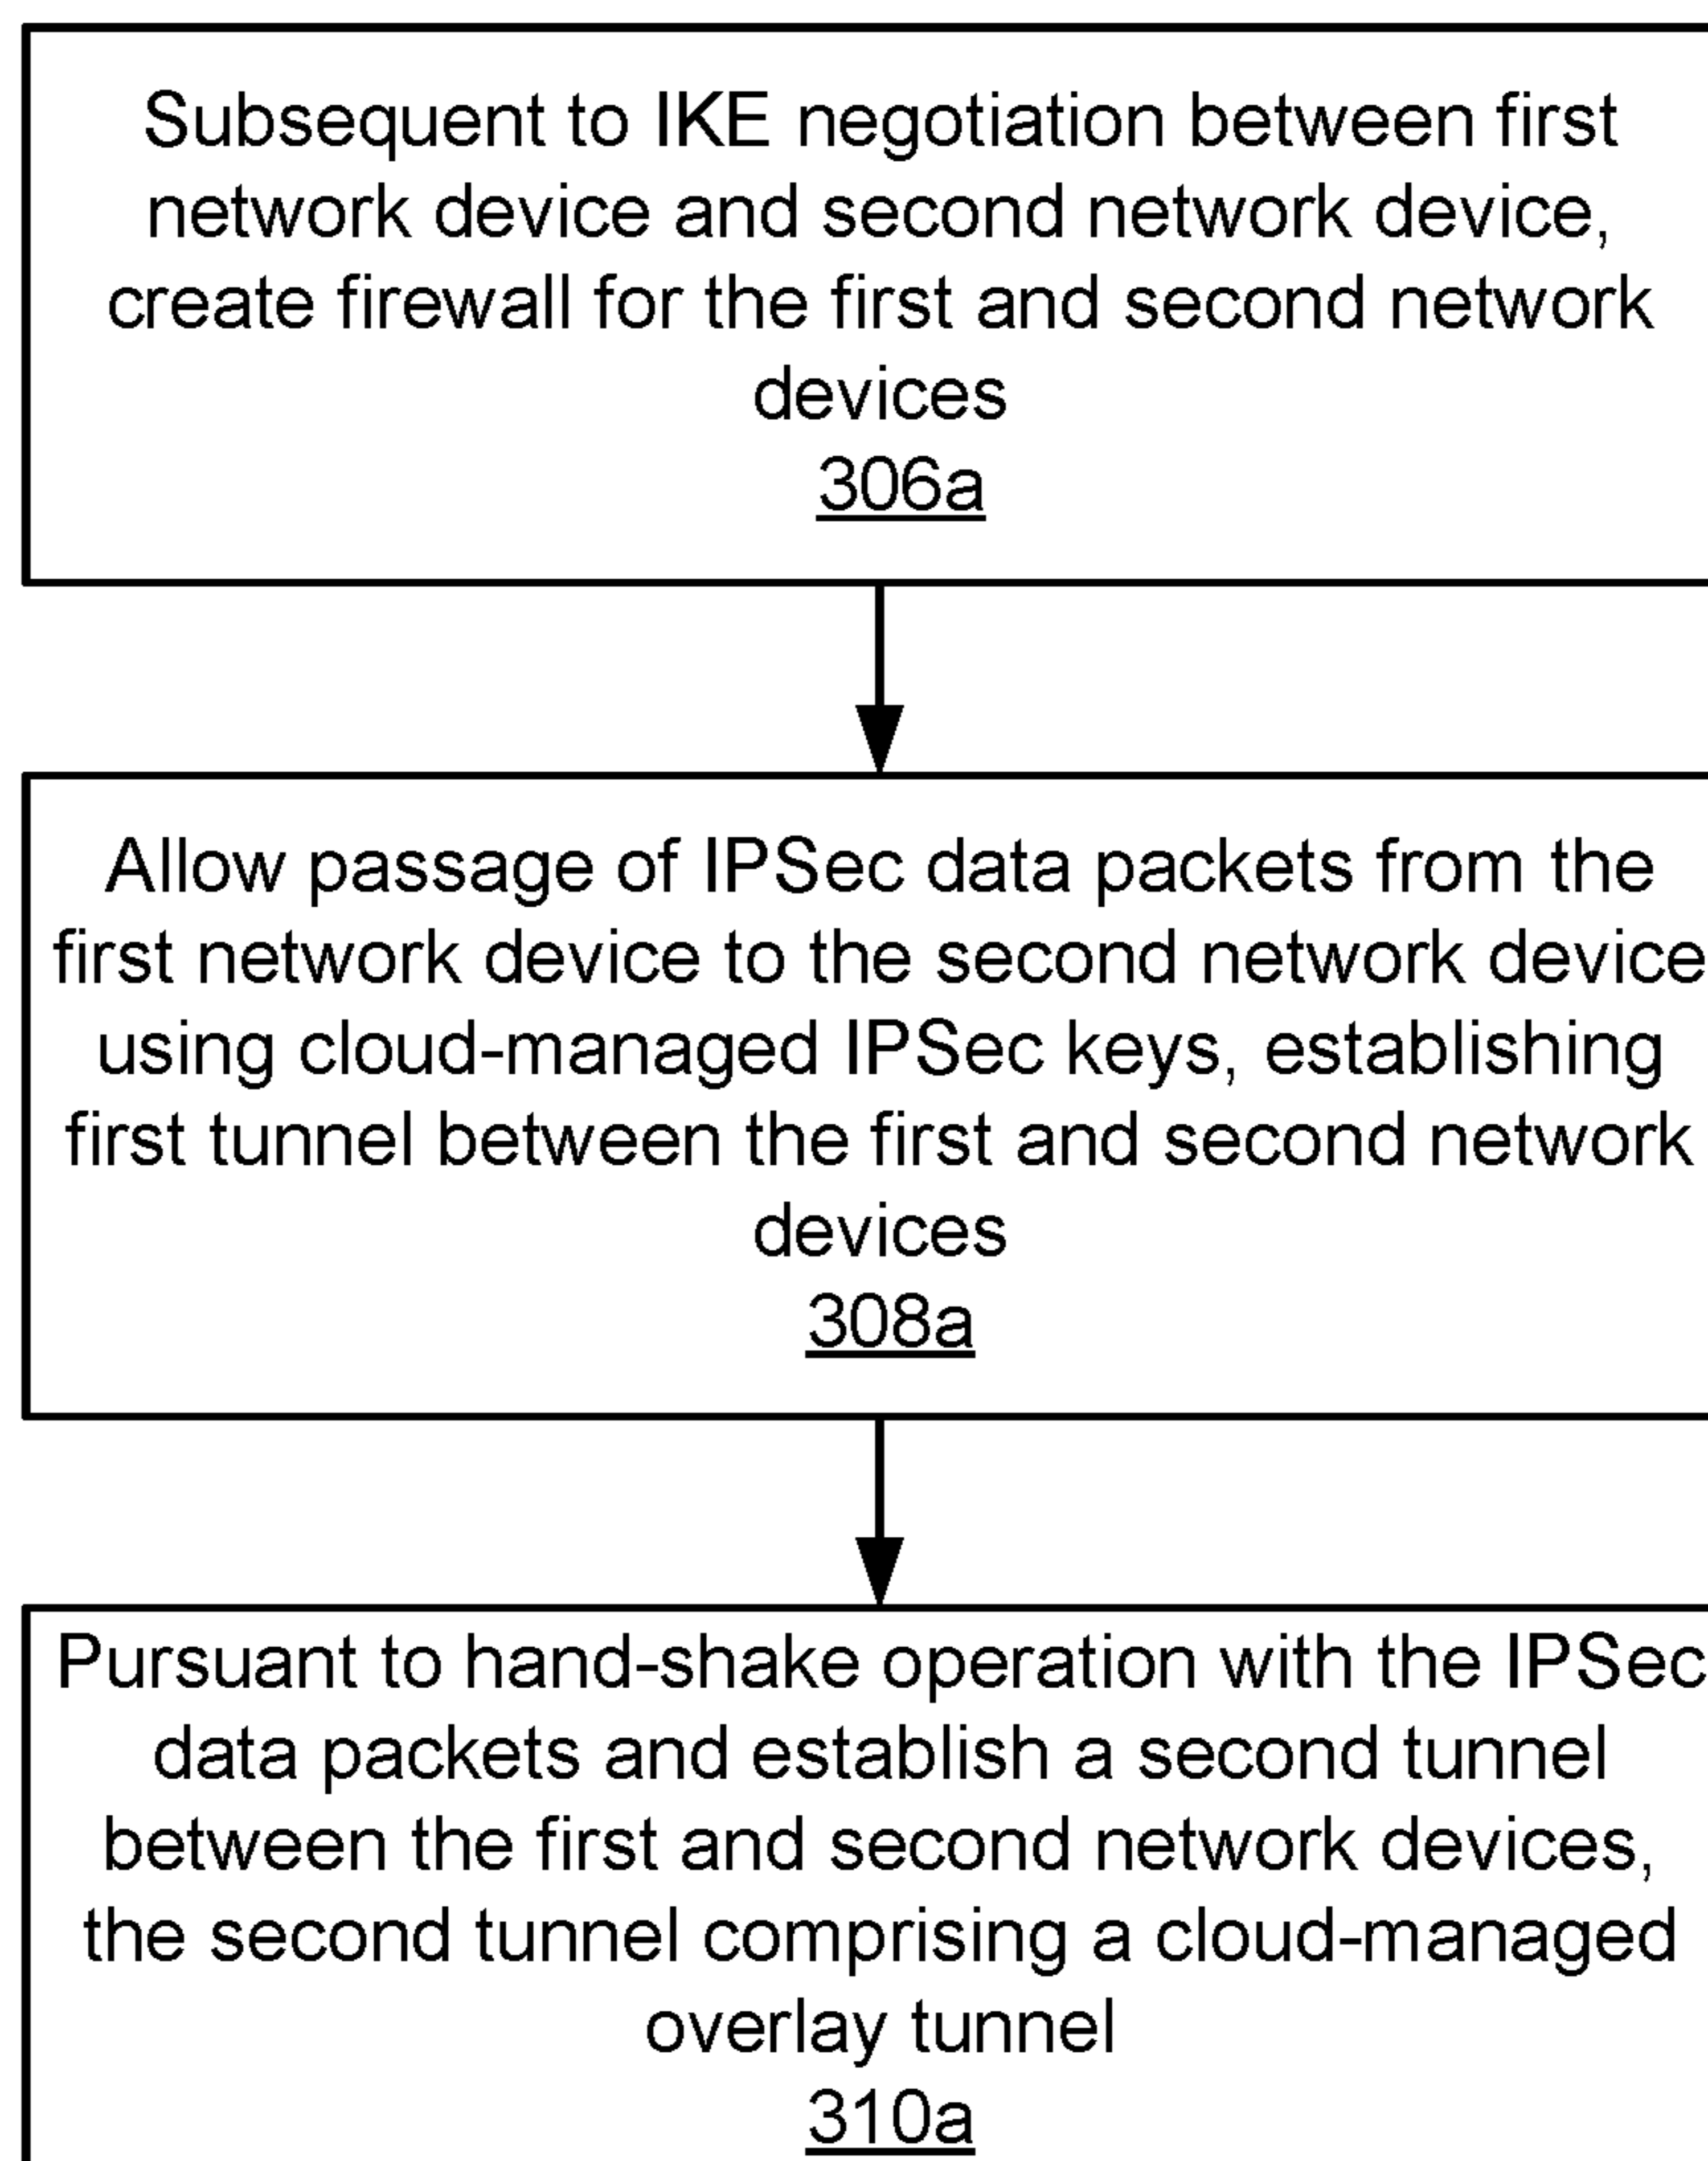 Subsequent to IKE negotiation between first
network device and second network device,
create firewall for the first and second network
devices
306a
Allow passage of IPSec data packets from the
first network device to the second network device
using cloud-managed IPSec keys, establishing
first tunnel between the first and second network
devices
308a
Pursuant to hand-shake operation with the IPSec
data packets and establish a second tunnel
between the first and second network devices,
the second tunnel comprising a cloud-managed
overlay tunnel
310a